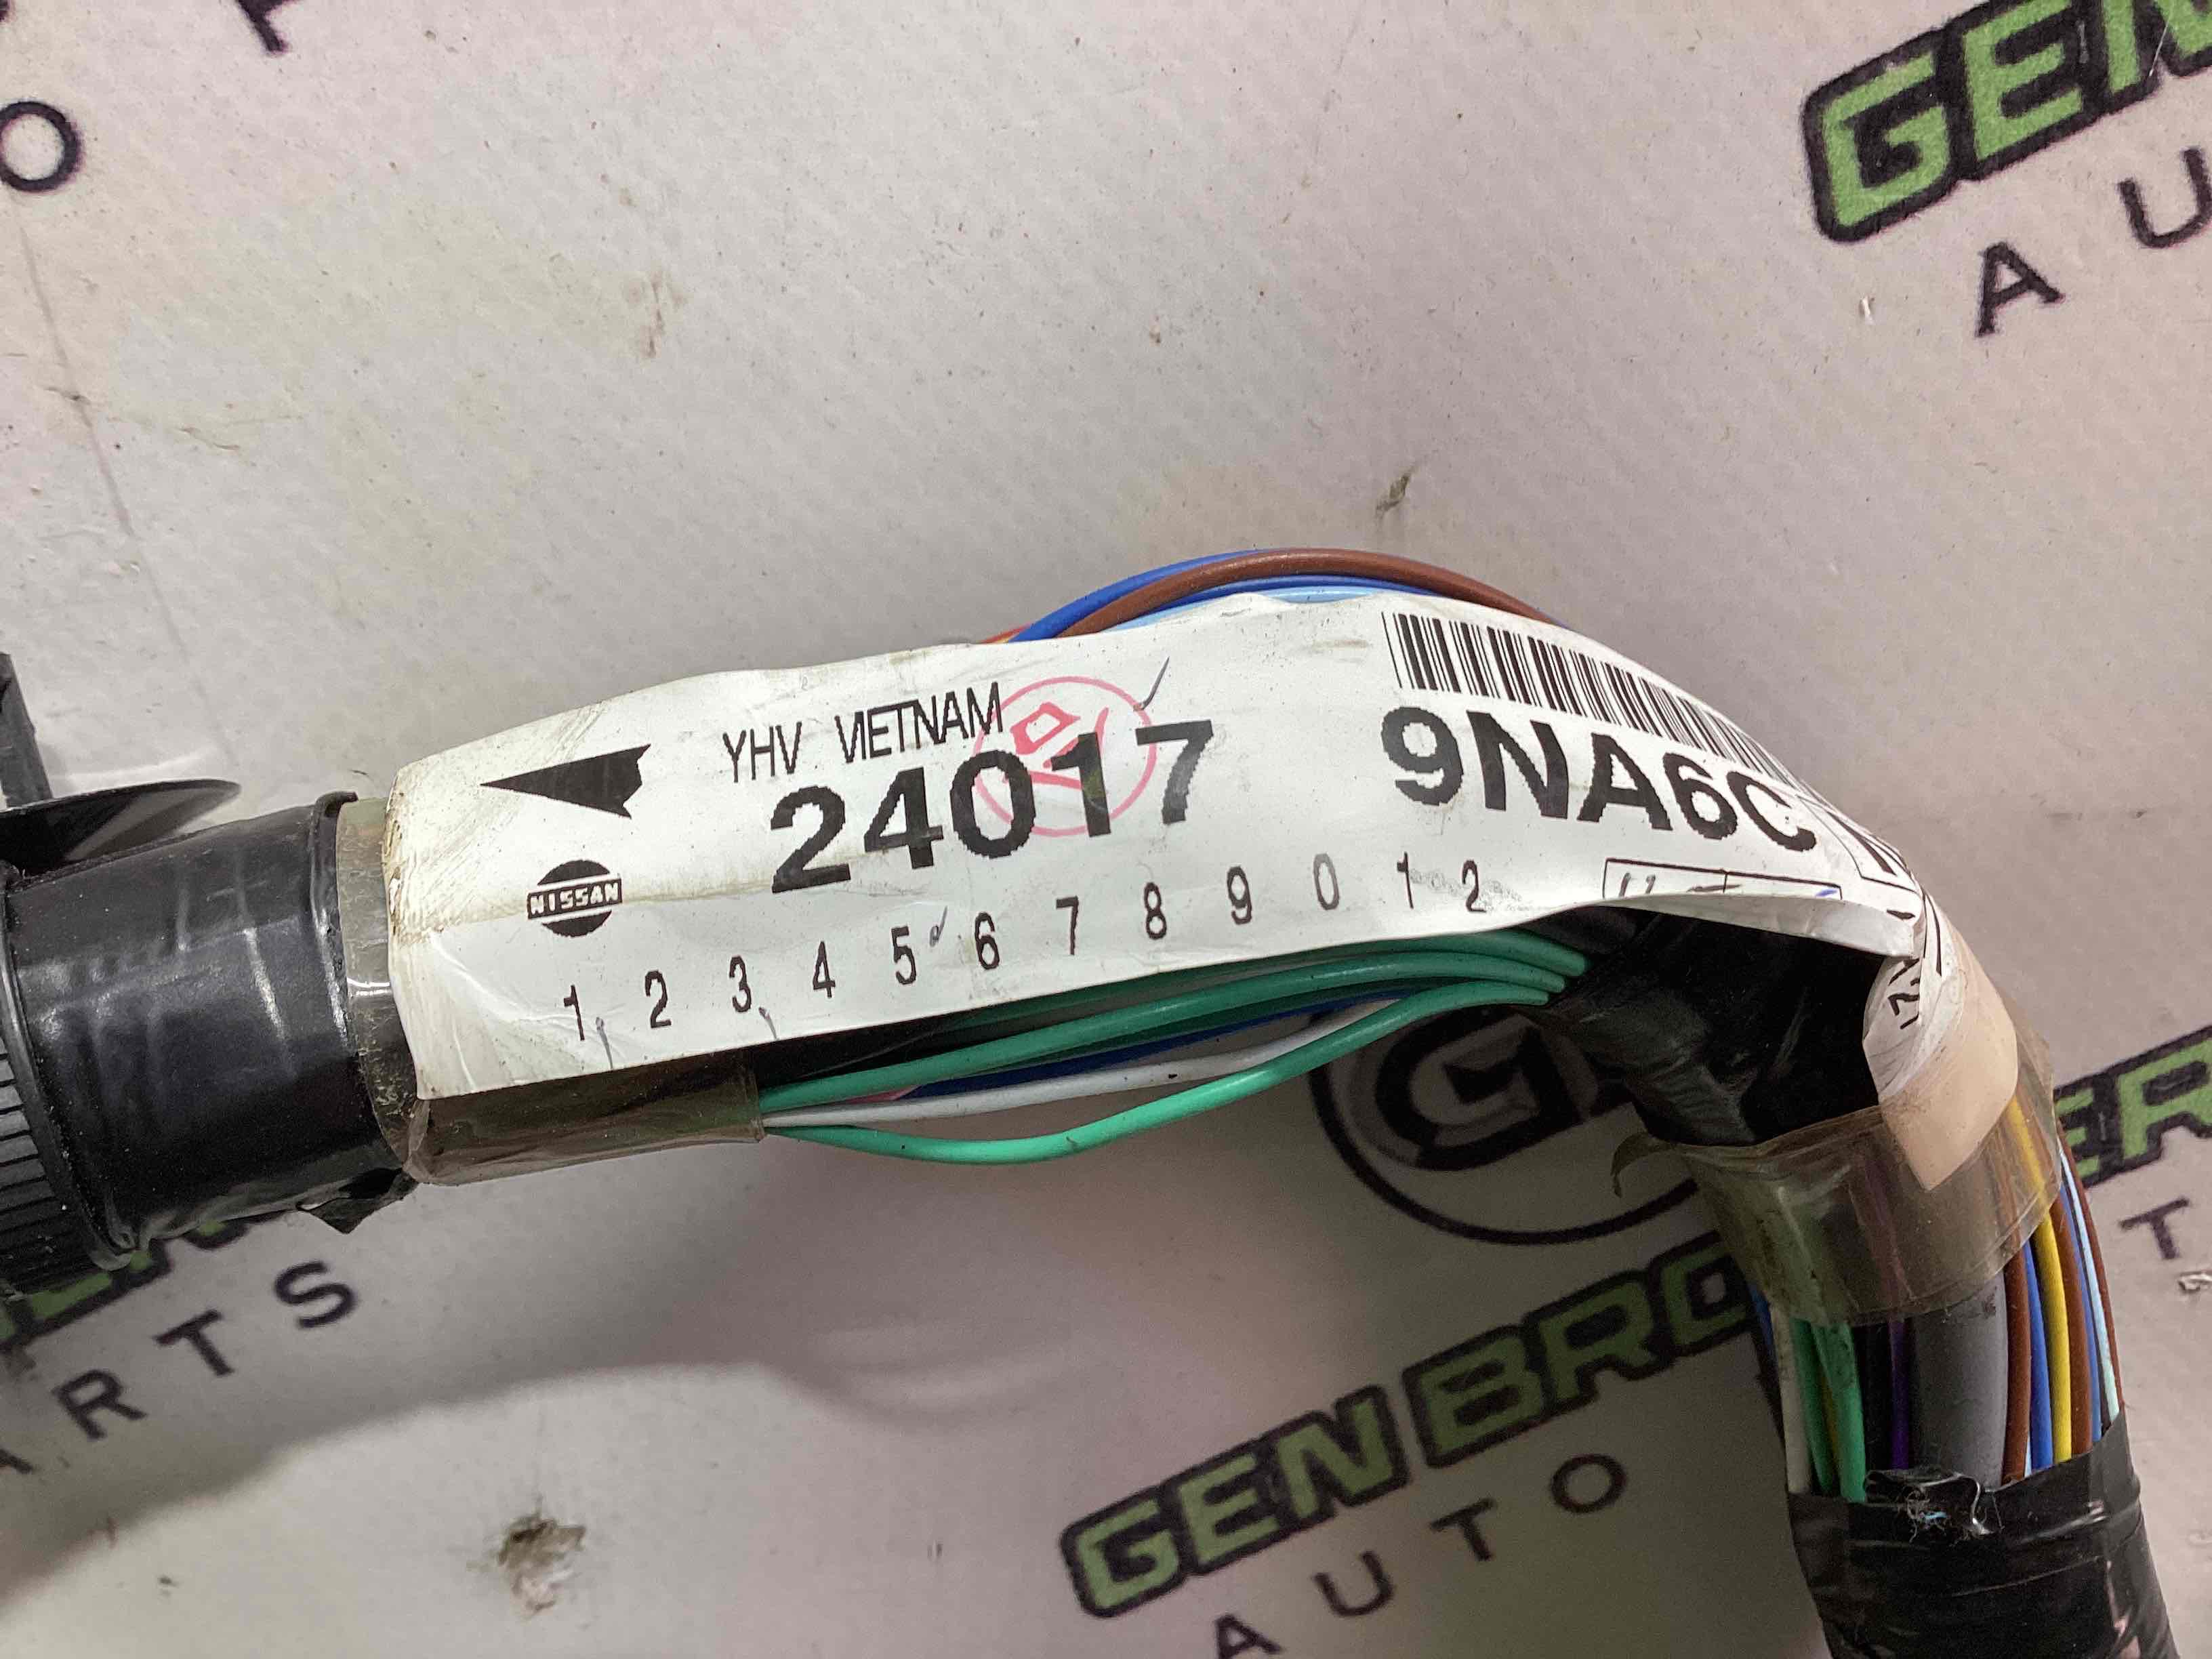 GEN
A U
YHV VIETNAM
24017 9NA6C
NISSAN
1 2 3 4 5 6 7 8 9 0 1 2
ARTS
GEN BRO
AUTO